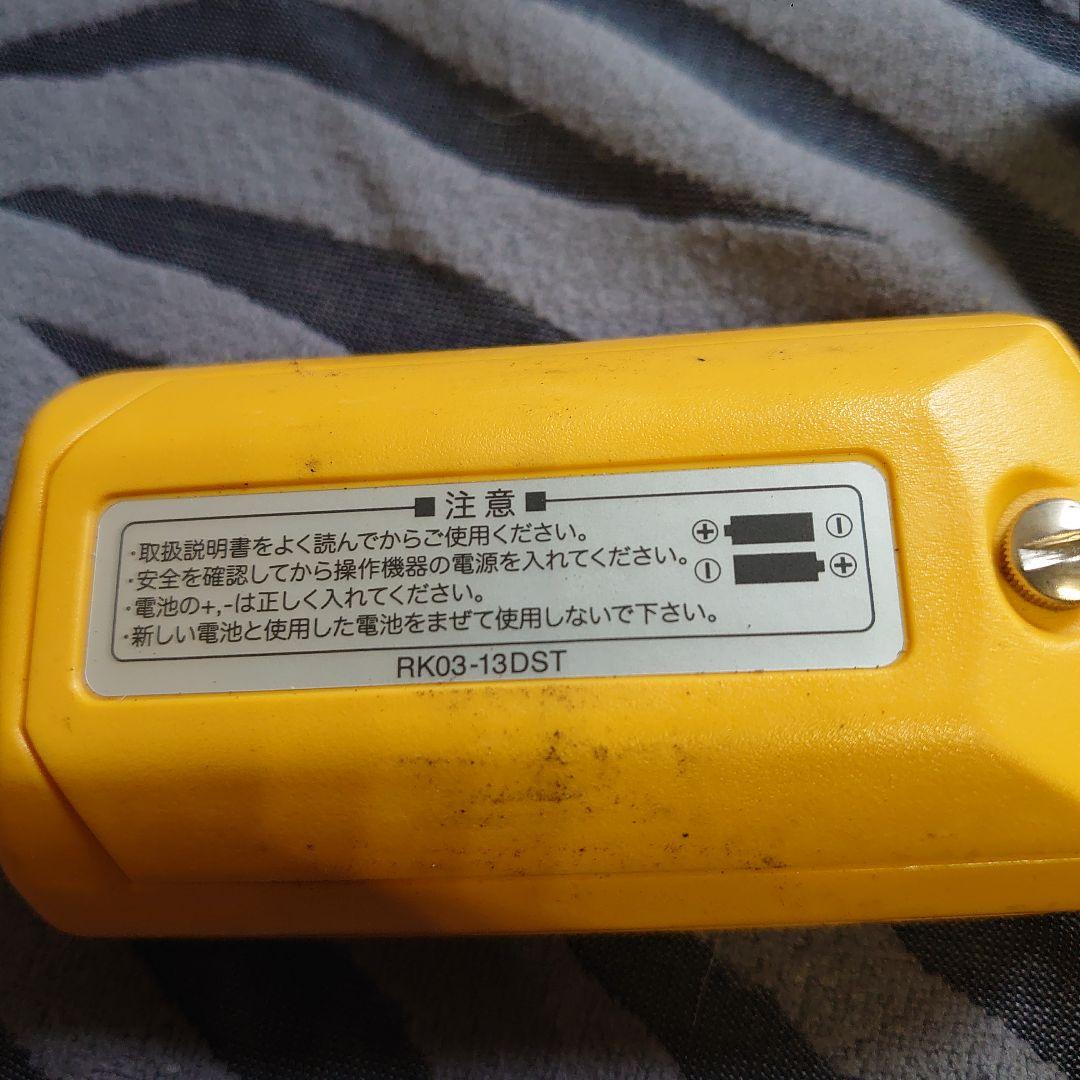 ■注意■
・取扱説明書をよく読んでからご使用ください。
・安全を確認してから操作機器の電源を入れてください。
・電池の+,-は正しく入れてください。
・新しい電池と使用した電池をまぜて使用しないで下さい。
RK03-13DST